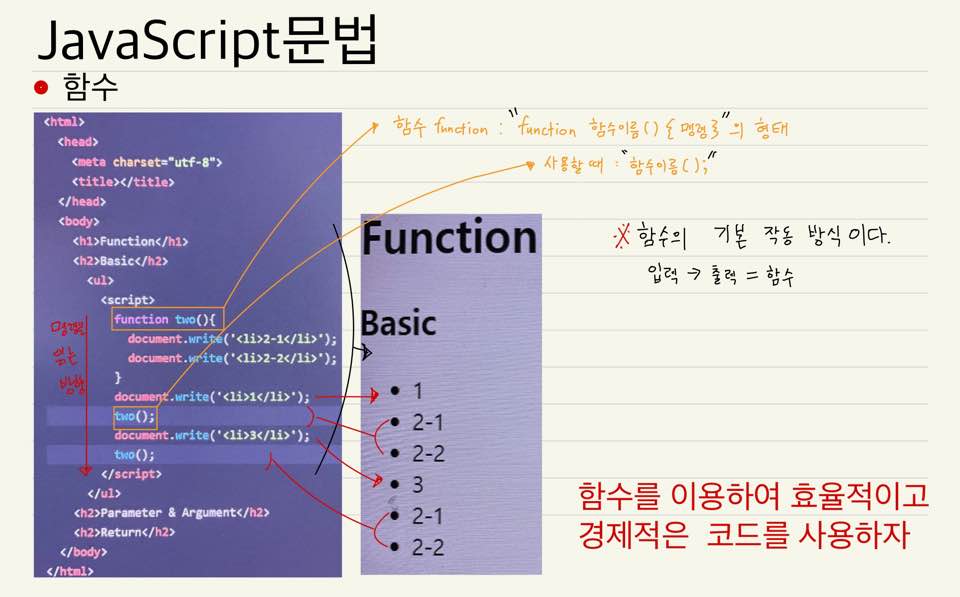 JavaScript문법
함수
<html>
<head>
<meta charset="utf-8">
<title></title>
</head>
<body>
<h1>Function</h1>
<h2>Basic</h2>
<ul>
<script>
function two(){
document.write('<li>2-1</li>');
document.write('<li>2-2</li>');
}
document.write('<li>1</li>');
two();
document.write('<li>3</li>');
two();
</script>
</ul>
<h2>Parameter & Argument</h2>
<h2>Return</h2>
</body>
</html>
명령을
읽는
방향
함수 function : "function 함수이름() { 명령 }" 의 형태
사용할 때 : "함수이름();"
Function
Basic
• 1
• 2-1
• 2-2
• 3
• 2-1
• 2-2
※ 함수의 기본 작동 방식이다.
입력 → 출력 = 함수
함수를 이용하여 효율적이고
경제적은 코드를 사용하자